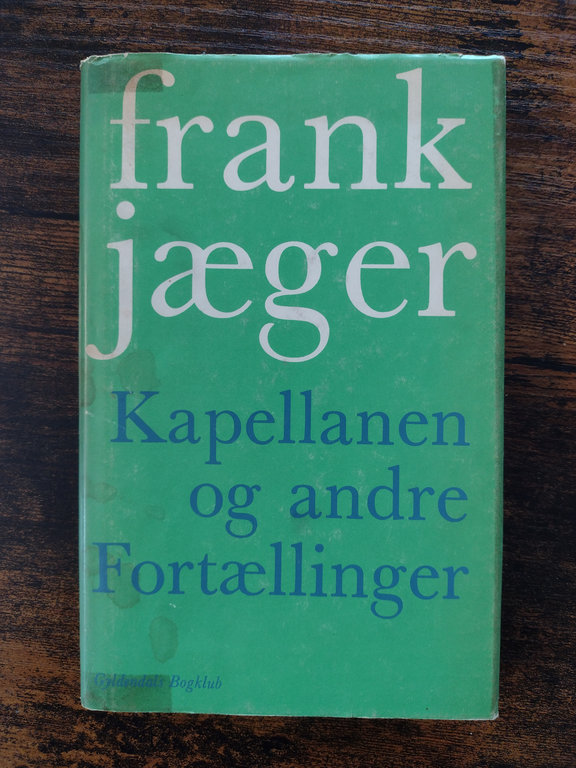 frank
jæger
Kapellanen
og andre
Fortællinger
Gyldendals Bogklub